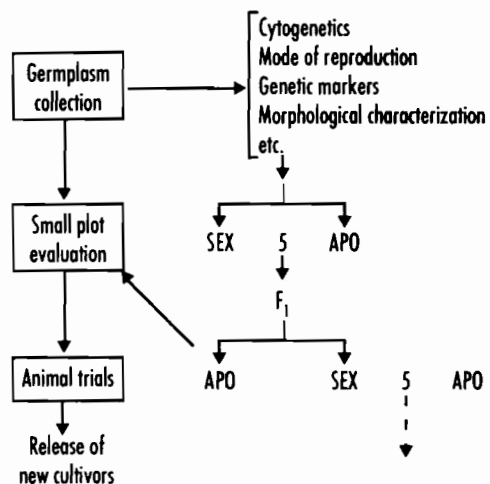 Germplasm
collection
Cytogenetics
Mode of reproduction
Genetic markers
Morphological characterization
etc.
Small plot
evaluation
SEX 5 APO
F1
Animal trials
APO SEX 5 APO
Release of
new cultivors